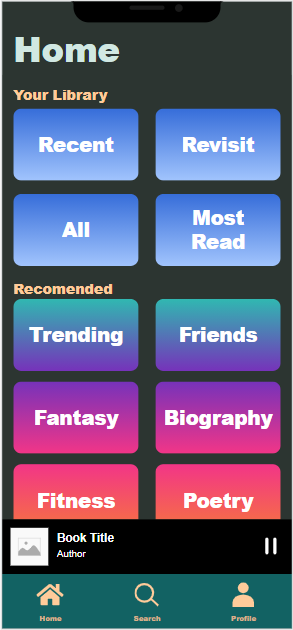 Home
Your Library
Recent Revisit
All Most
Read
Recomended
Trending Friends
Fantasy Biography
Fitness Poetry
Book Title
Author
Home Search Profile